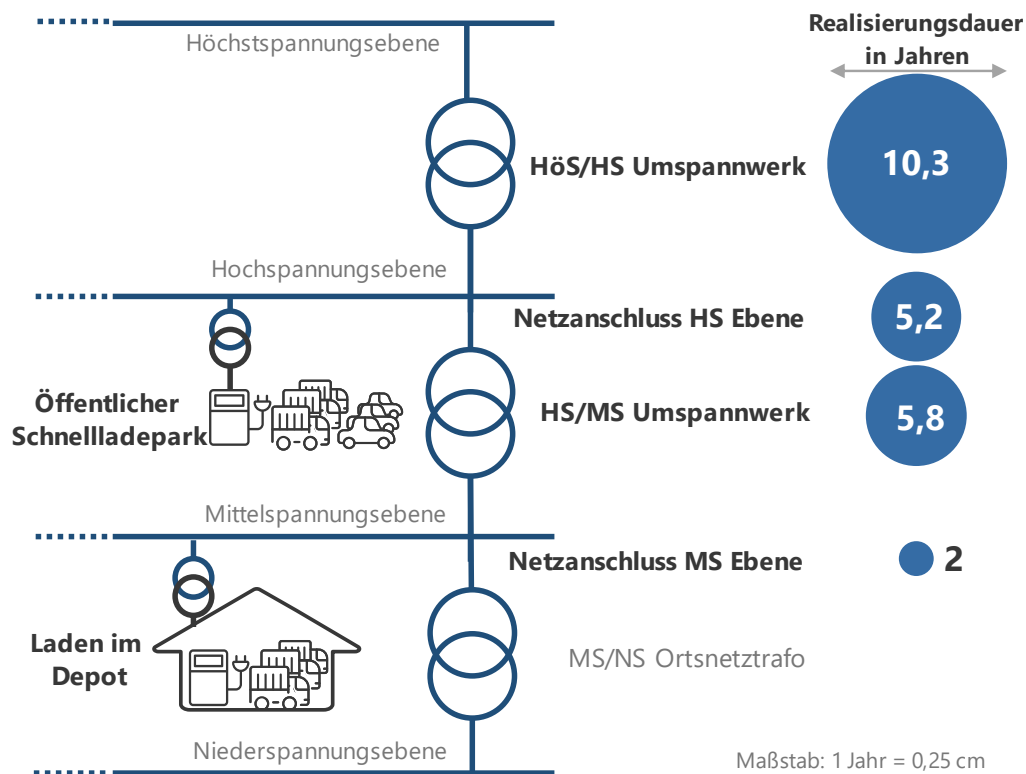 Höchstspannungsebene
Realisierungsdauer
in Jahren
HöS/HS Umspannwerk
10,3
Hochspannungsebene
Netzanschluss HS Ebene
5,2
Öffentlicher
Schnellladepark
HS/MS Umspannwerk
5,8
Mittelspannungsebene
Netzanschluss MS Ebene
2
Laden im
Depot
MS/NS Ortsnetztrafo
Niederspannungsebene
Maßstab: 1 Jahr = 0,25 cm